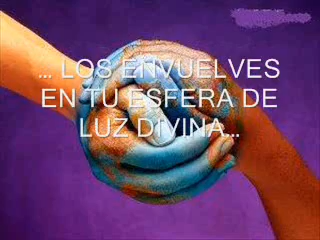 ... LOS ENVUELVES
EN TU ESFERA DE
LUZ DIVINA...